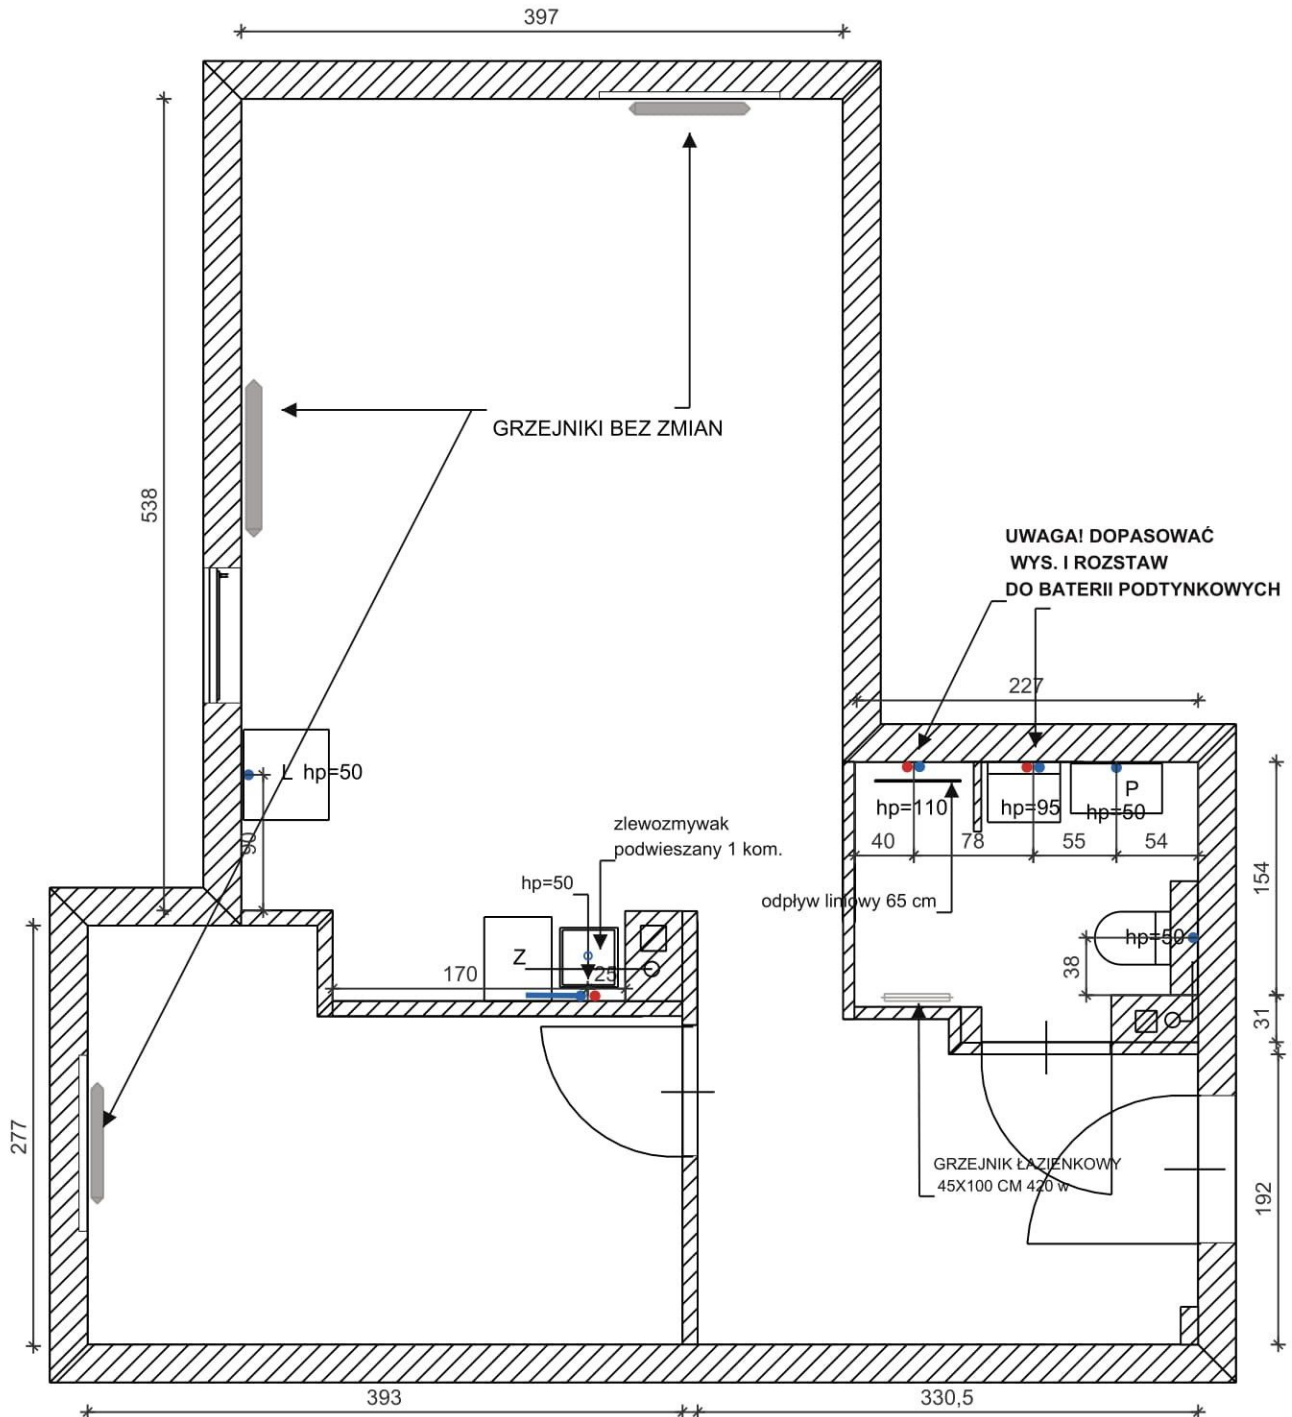 397
538
GRZEJNIKI BEZ ZMIAN
UWAGA! DOPASOWAĆ
WYS. I ROZSTAW
DO BATERII PODTYNKOWYCH
227
L hp=50
90
P
hp=110
hp=95
hp=50
40
78
55
54
zlewozmywak
podwieszany 1 kom.
hp=50
odpływ liniowy 65 cm
154
hp=50
Z
170
25
38
31
277
GRZEJNIK ŁAZIENKOWY
45X100 CM 420 w
192
393
330,5